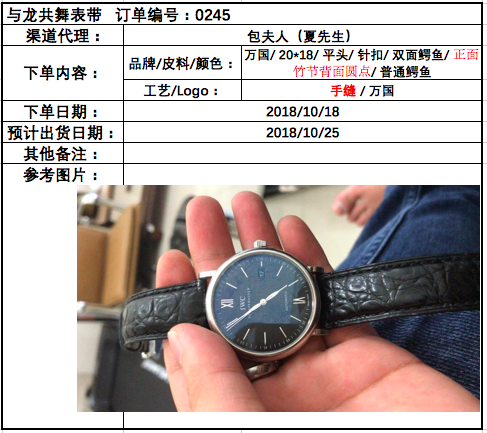 与龙共舞表带 订单编号：0245
渠道代理： 包夫人（夏先生）
下单内容： 品牌/皮料/颜色： 万国/ 20*18/ 平头/ 针扣/ 双面鳄鱼/ 正面
竹节背面圆点/ 普通鳄鱼
工艺/Logo： 手缝 / 万国
下单日期： 2018/10/18
预计出货日期： 2018/10/25
其他备注：
参考图片：
XII
IWC
III